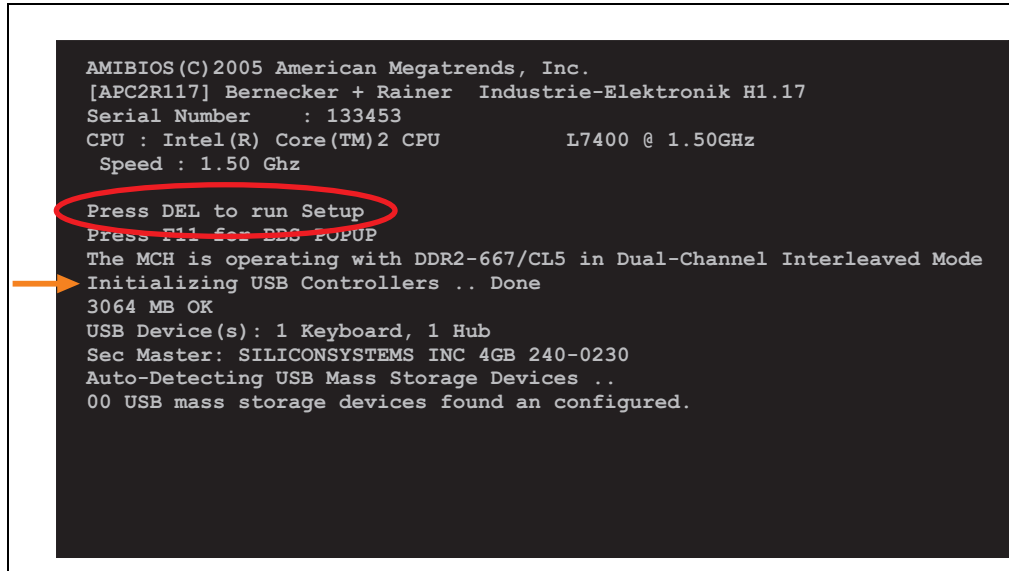 AMIBIOS(C)2005 American Megatrends, Inc.
[APC2R117] Bernecker + Rainer  Industrie-Elektronik H1.17
Serial Number    : 133453
CPU : Intel(R) Core(TM)2 CPU          L7400 @ 1.50GHz
 Speed : 1.50 Ghz
Press DEL to run Setup
Press F11 for BBS POPUP
The MCH is operating with DDR2-667/CL5 in Dual-Channel Interleaved Mode
Initializing USB Controllers .. Done
3064 MB OK
USB Device(s): 1 Keyboard, 1 Hub
Sec Master: SILICONSYSTEMS INC 4GB 240-0230
Auto-Detecting USB Mass Storage Devices ..
00 USB mass storage devices found an configured.